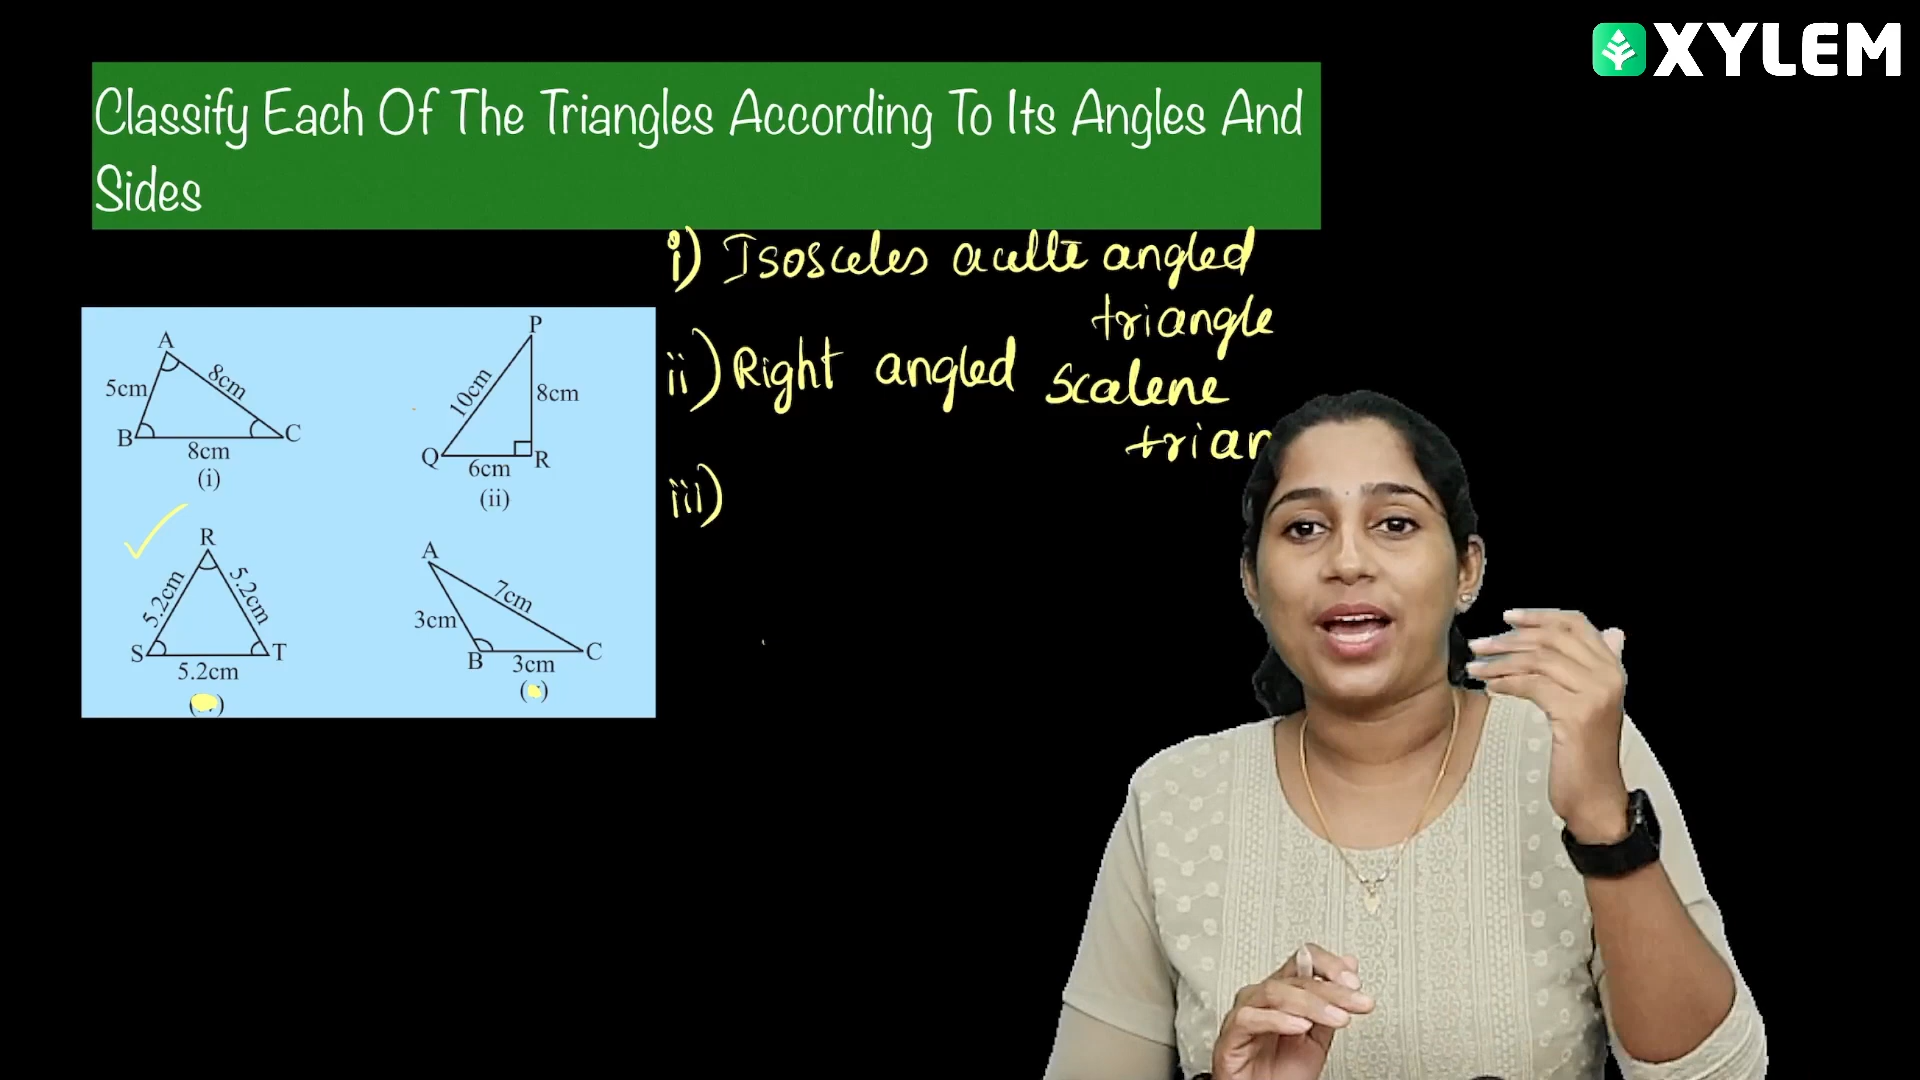 XYLEM
Classify Each Of The Triangles According To Its Angles And
Sides
i) Isosceles acute angled
triangle
ii) Right angled scalene
trian
iii)
A
5cm
8cm
B
C
8cm
(i)
P
10cm
8cm
Q
R
6cm
(ii)
R
5.2cm
5.2cm
S
T
5.2cm
A
7cm
3cm
B
C
3cm